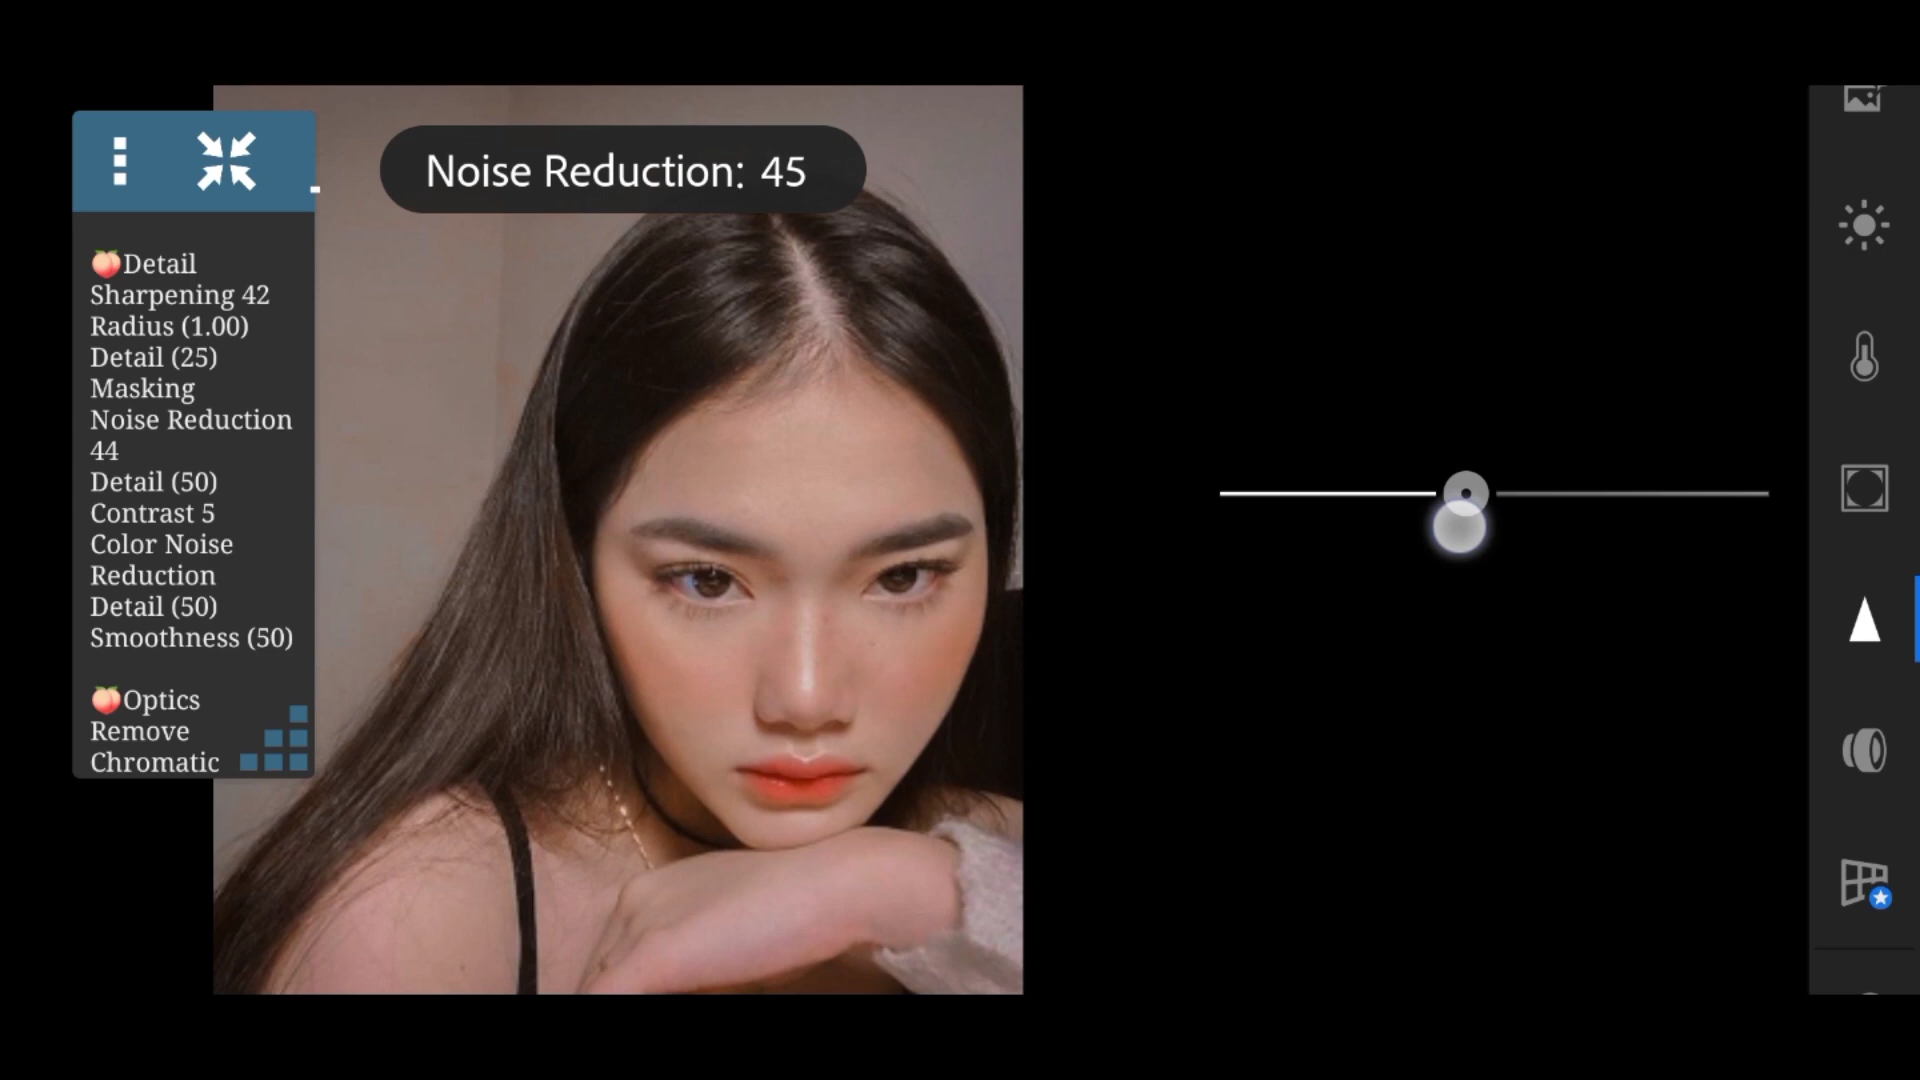 Noise Reduction: 45
Detail
Sharpening 42
Radius (1.00)
Detail (25)
Masking
Noise Reduction
44
Detail (50)
Contrast 5
Color Noise
Reduction
Detail (50)
Smoothness (50)
Optics
Remove
Chromatic